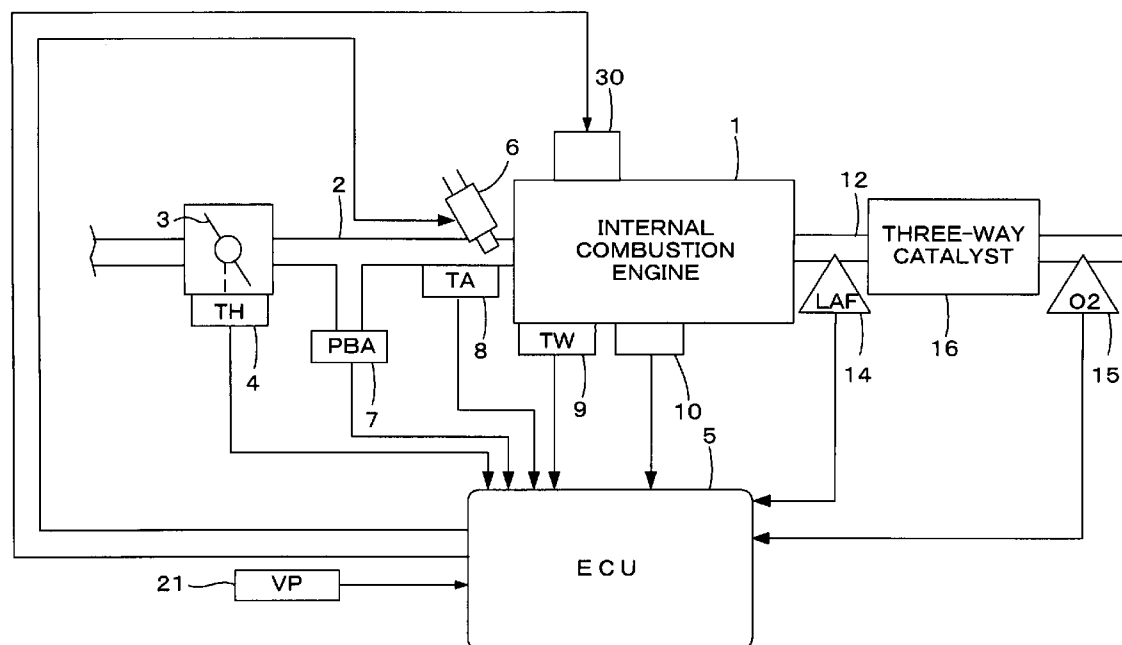 30
1
6
12
2
3
INTERNAL
COMBUSTION
ENGINE
THREE-WAY
CATALYST
TA
LAF
O2
TH
8
TW
PBA
16
4
14
15
9
10
7
5
ECU
21
VP